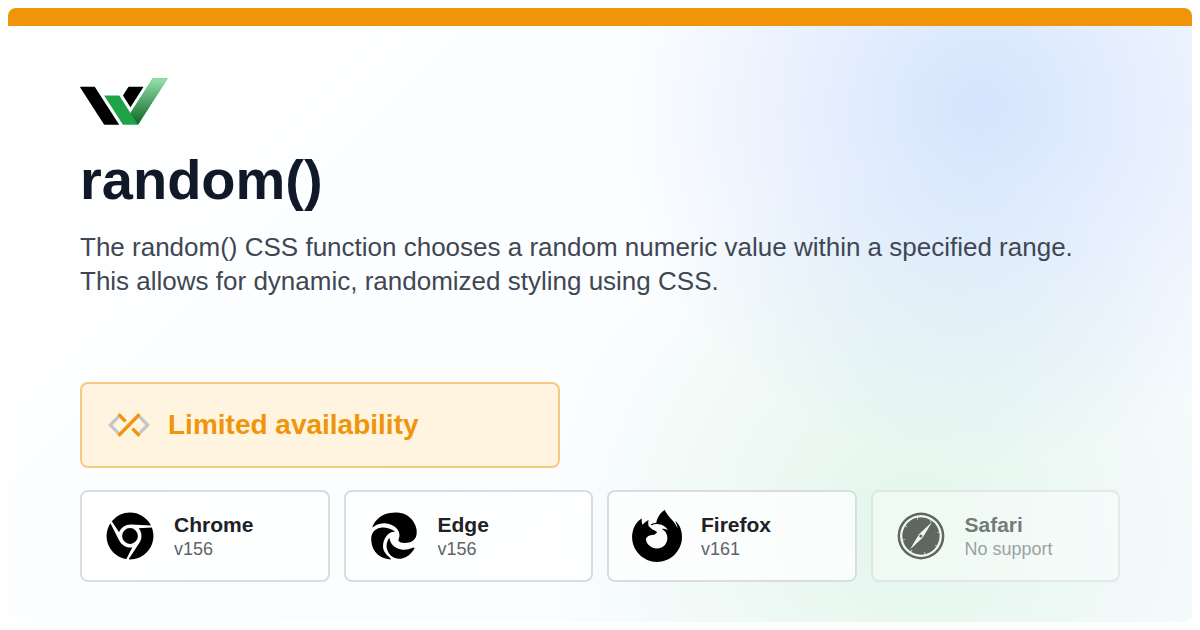 random()
The random() CSS function chooses a random numeric value within a specified range.
This allows for dynamic, randomized styling using CSS.
Limited availability
Chrome
v156
Edge
v156
Firefox
v161
Safari
No support